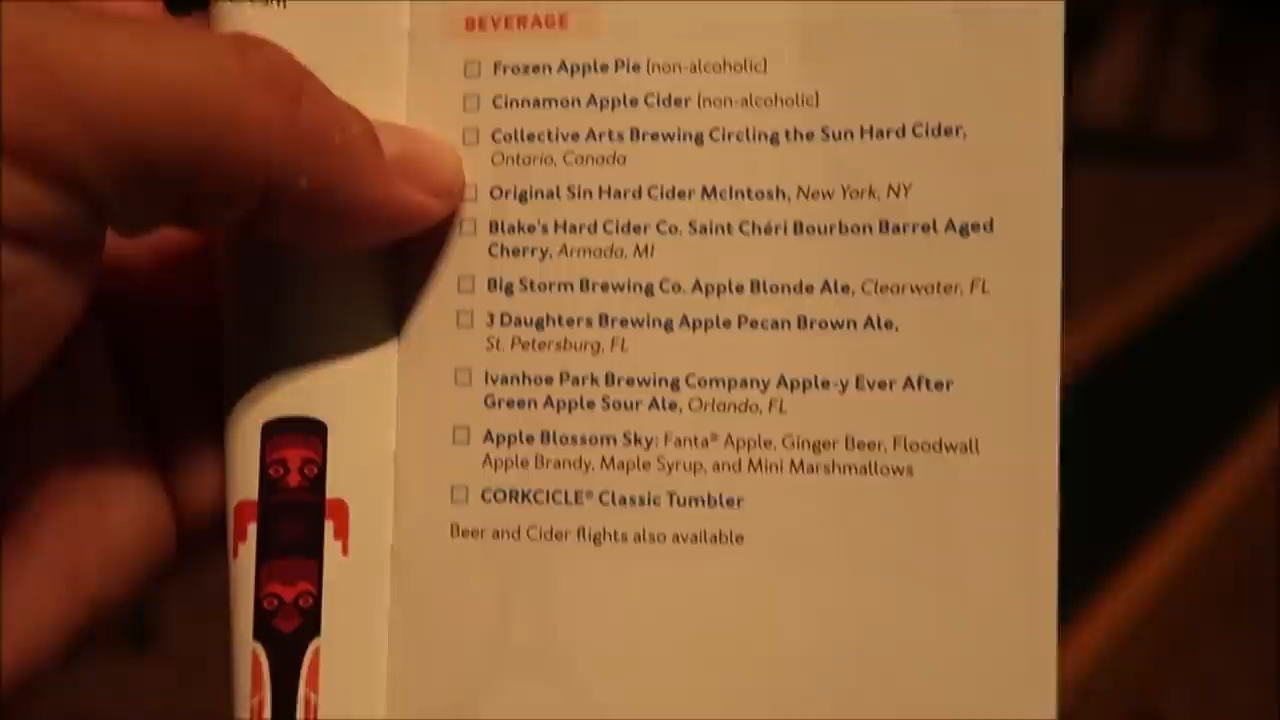 BEVERAGE
Frozen Apple Pie (non-alcoholic)
Cinnamon Apple Cider (non-alcoholic)
Collective Arts Brewing Circling the Sun Hard Cider,
Ontario, Canada
Original Sin Hard Cider McIntosh, New York, NY
Blake's Hard Cider Co. Saint Chéri Bourbon Barrel Aged
Cherry, Armada, MI
Big Storm Brewing Co. Apple Blonde Ale, Clearwater, FL
3 Daughters Brewing Apple Pecan Brown Ale,
St. Petersburg, FL
Ivanhoe Park Brewing Company Apple-y Ever After
Green Apple Sour Ale, Orlando, FL
Apple Blossom Sky: Fanta® Apple, Ginger Beer, Floodwall
Apple Brandy, Maple Syrup, and Mini Marshmallows
CORKCICLE® Classic Tumbler
Beer and Cider flights also available